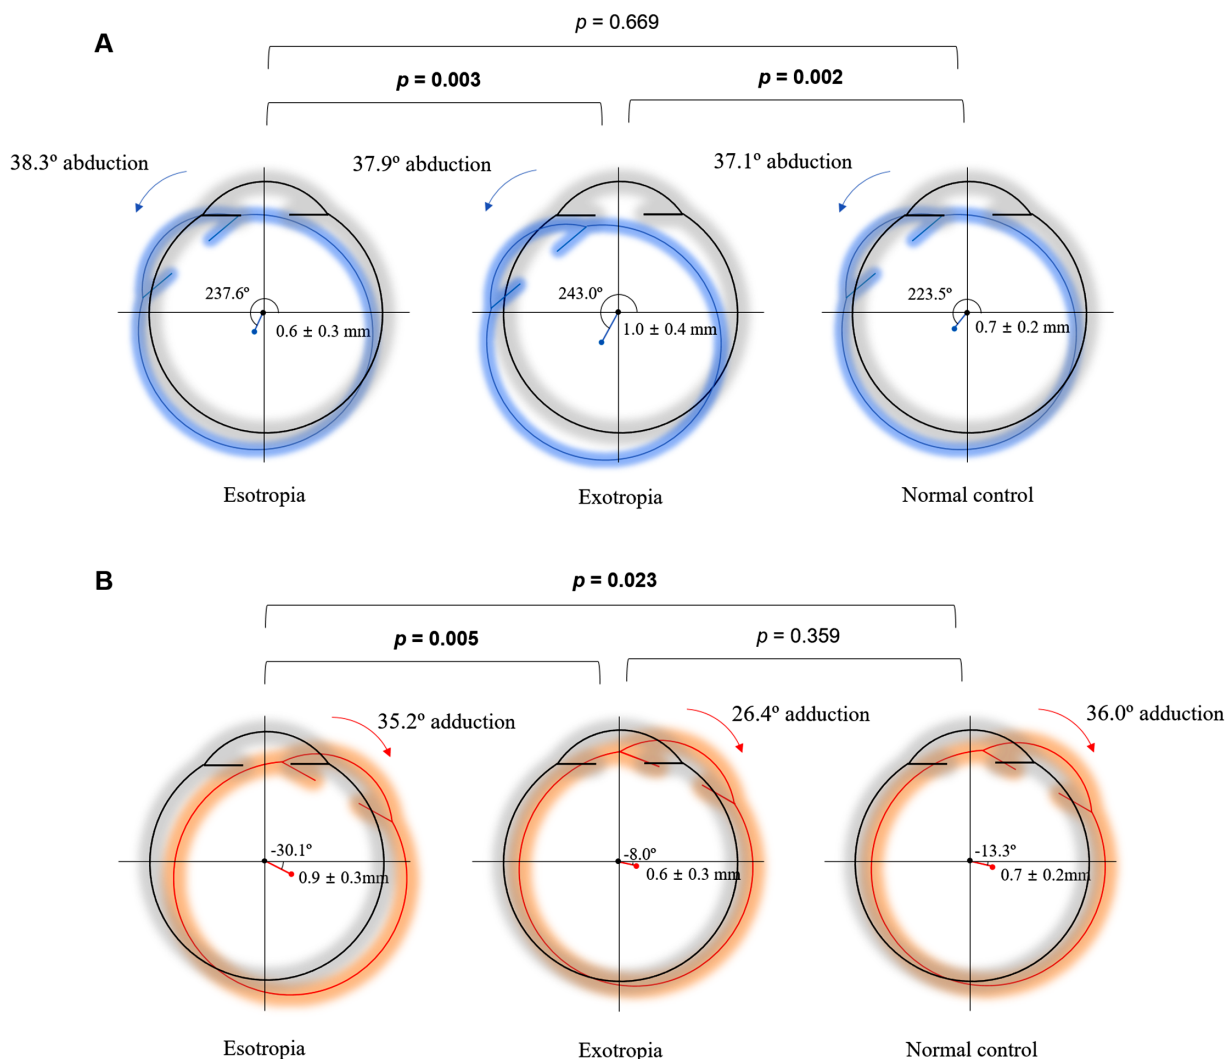 A
p = 0.669
p = 0.003
p = 0.002
38.3º abduction
37.9º abduction
37.1º abduction
237.6º
0.6 ± 0.3 mm
243.0º
1.0 ± 0.4 mm
223.5º
0.7 ± 0.2 mm
Esotropia
Exotropia
Normal control
B
p = 0.023
p = 0.005
p = 0.359
35.2º adduction
26.4º adduction
36.0º adduction
-30.1º
0.9 ± 0.3mm
-8.0º
0.6 ± 0.3 mm
-13.3º
0.7 ± 0.2mm
Esotropia
Exotropia
Normal control